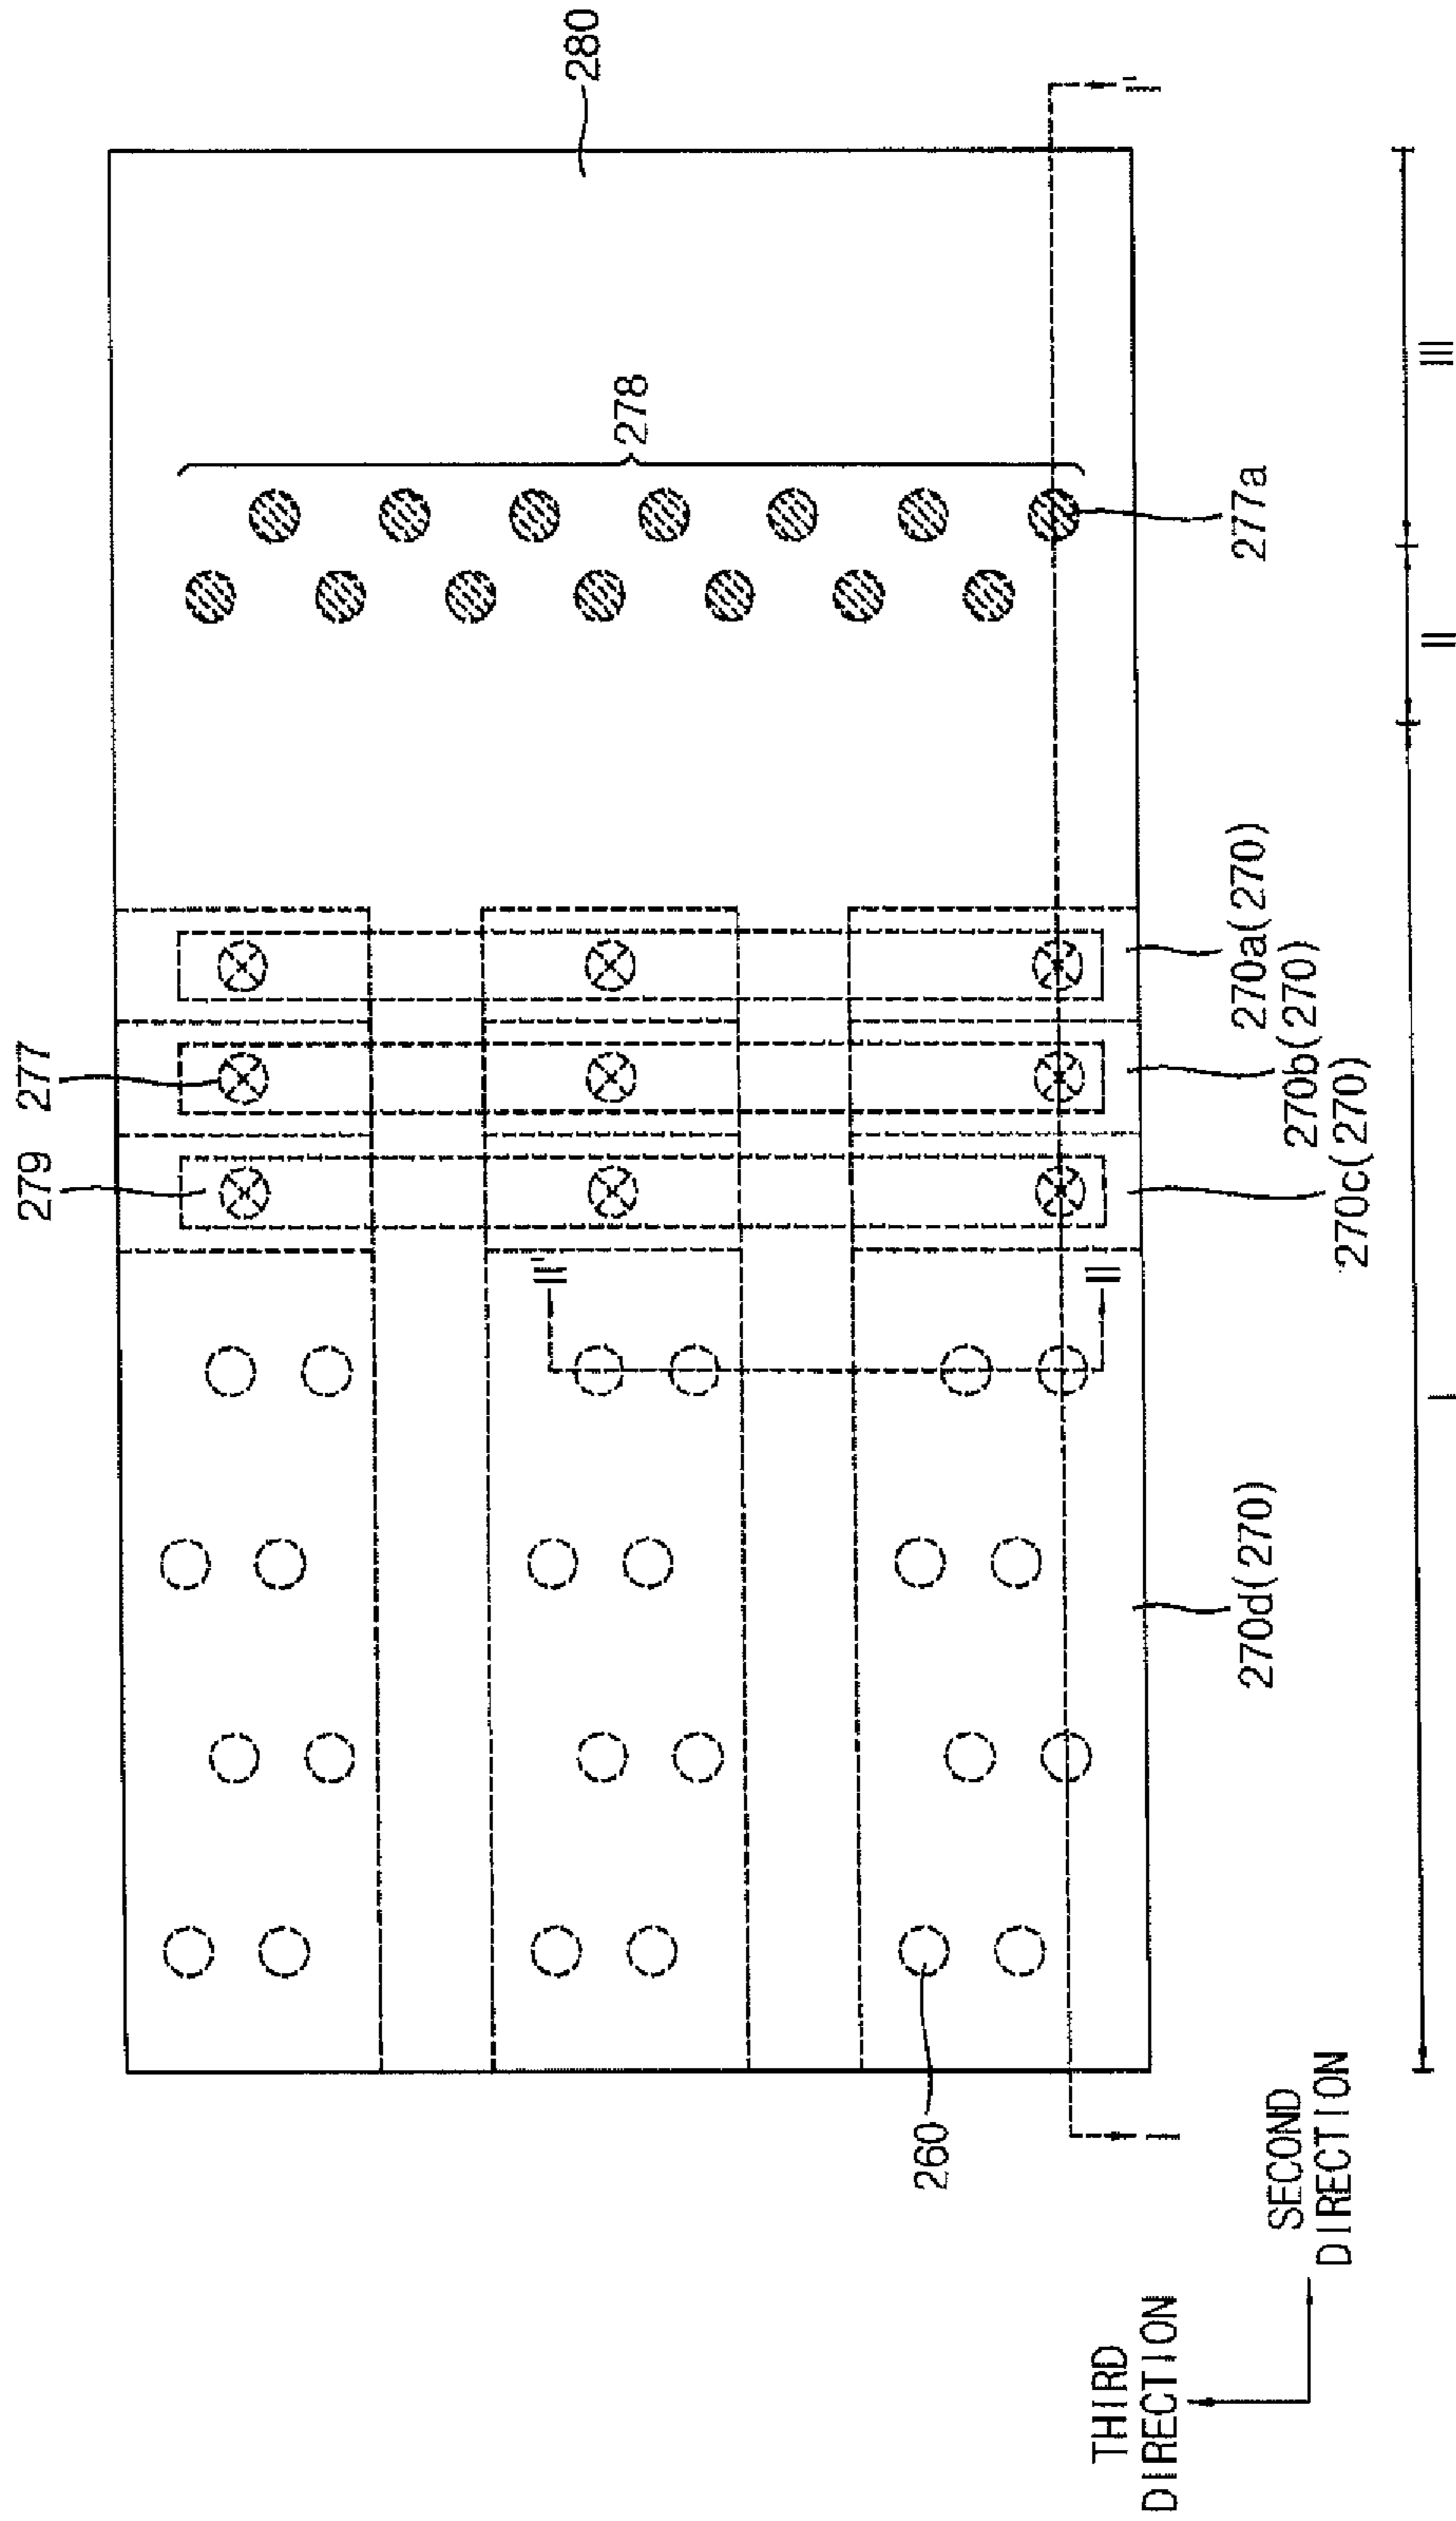 279
277
278
280
II'
II
277a
I'
270a(270)
270b(270)
270c(270)
270d(270)
260
I
THIRD
DIRECTION
SECOND
DIRECTION
I
II
III